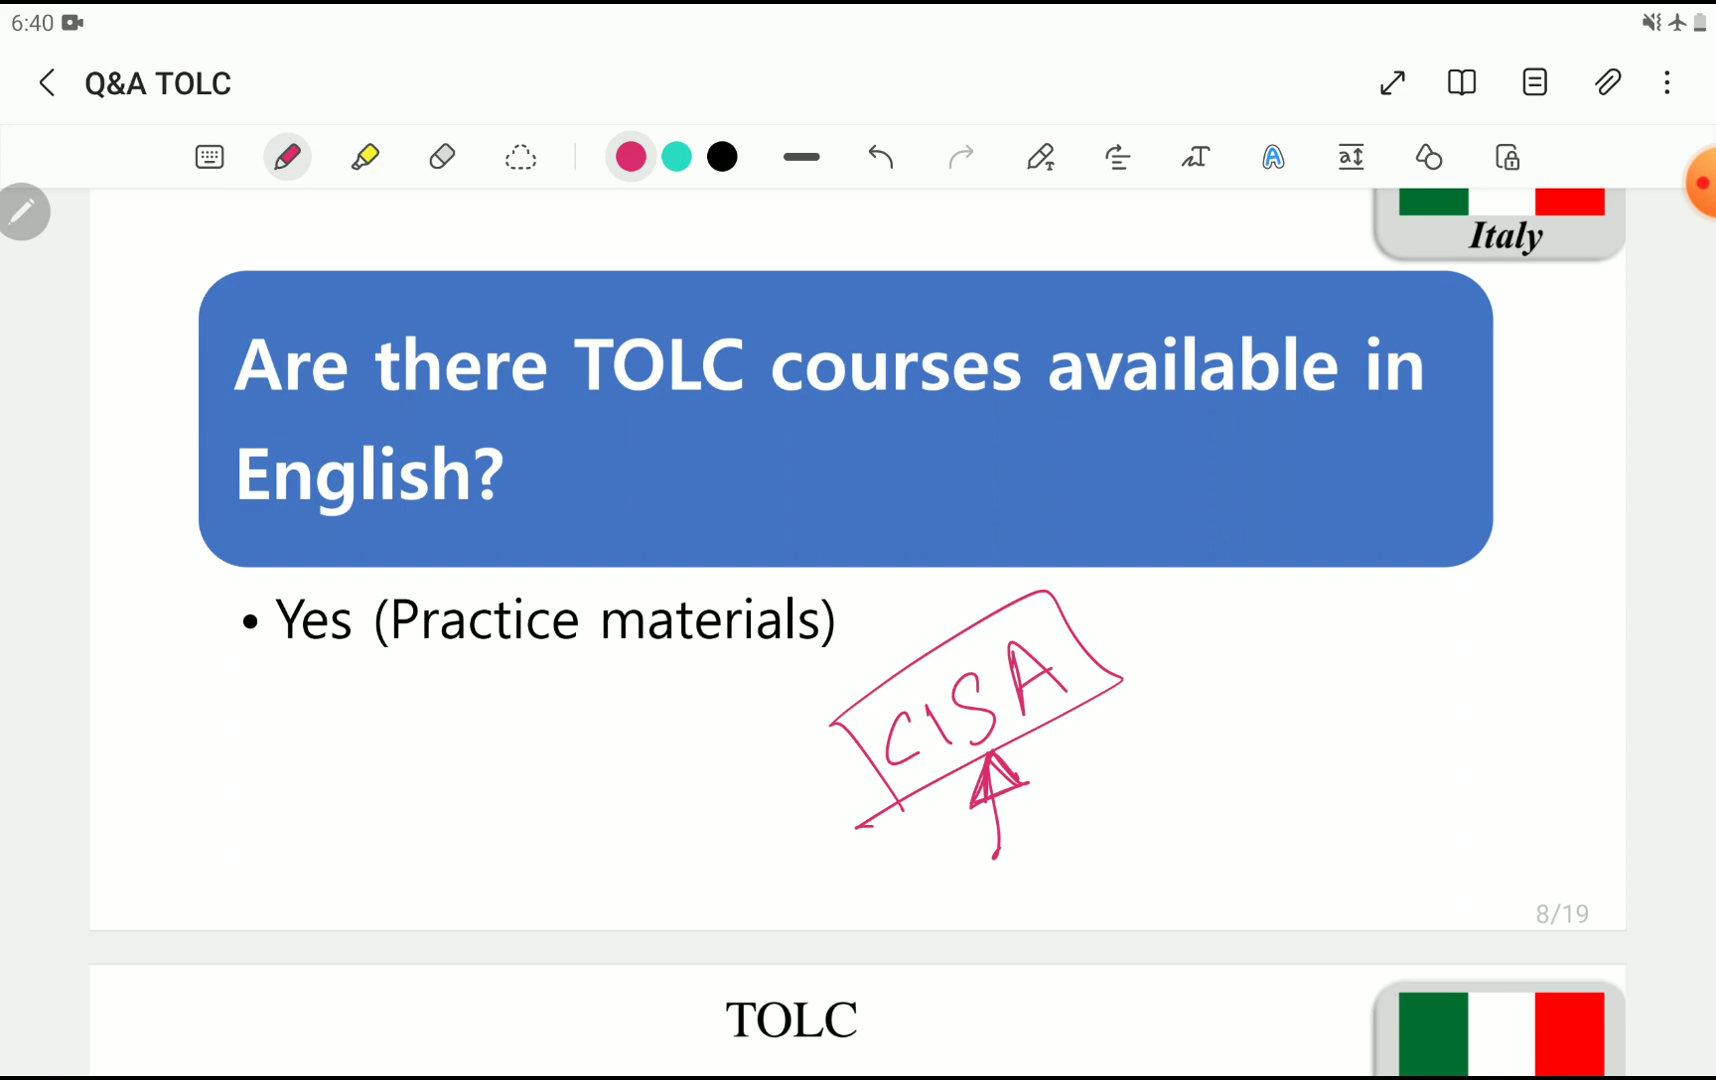 6:40
Q&A TOLC
Italy
Are there TOLC courses available in
English?
• Yes (Practice materials)
CISA
8/19
TOLC